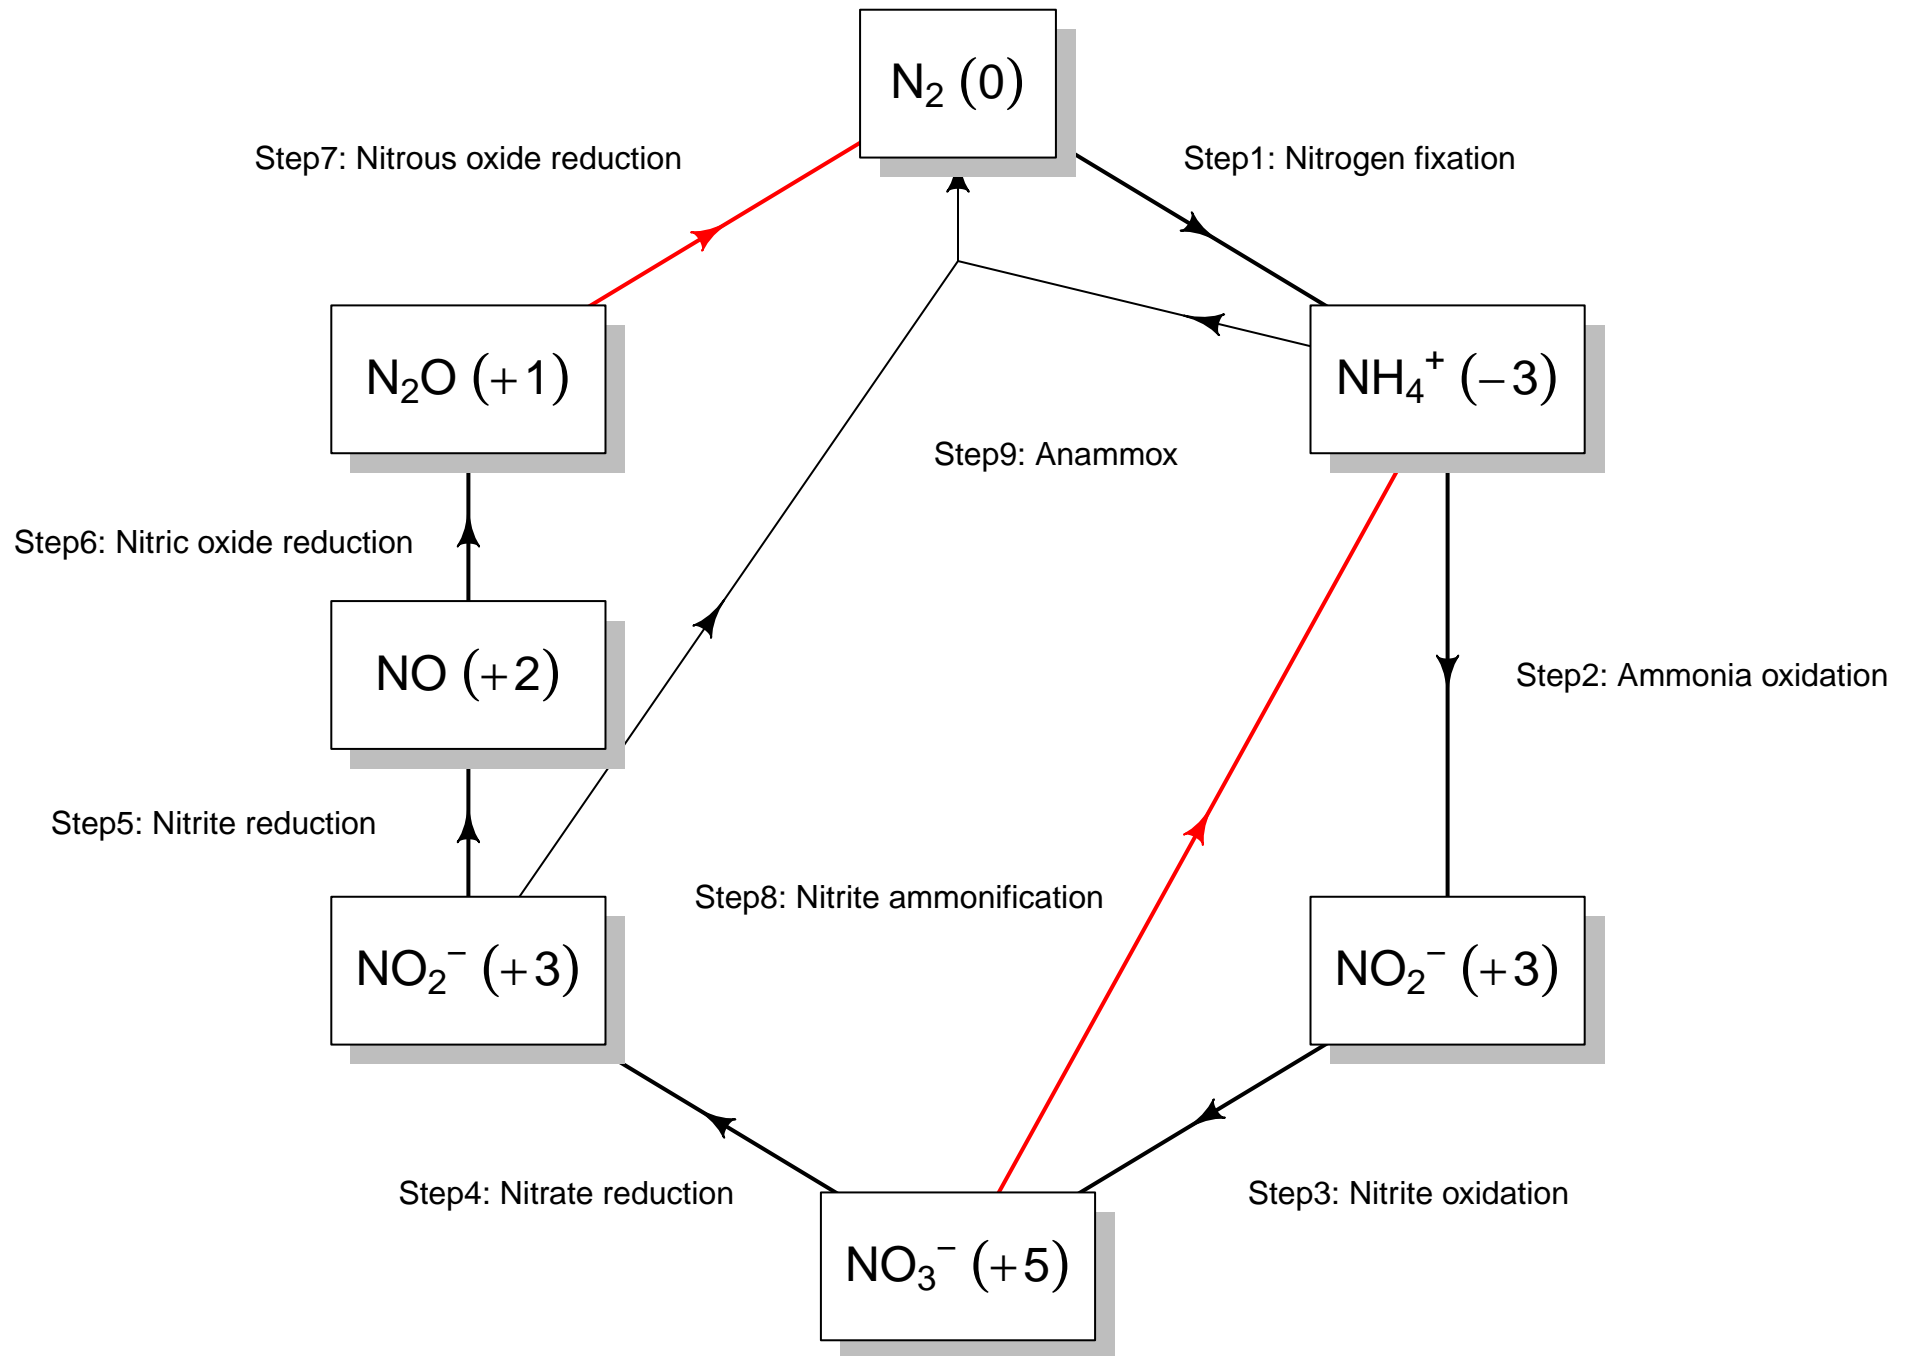 N₂ (0)
Step7: Nitrous oxide reduction
Step1: Nitrogen fixation
N₂O (+1)
NH₄⁺ (−3)
Step9: Anammox
Step6: Nitric oxide reduction
NO (+2)
Step2: Ammonia oxidation
Step5: Nitrite reduction
Step8: Nitrite ammonification
NO₂⁻ (+3)
NO₂⁻ (+3)
Step4: Nitrate reduction
Step3: Nitrite oxidation
NO₃⁻ (+5)